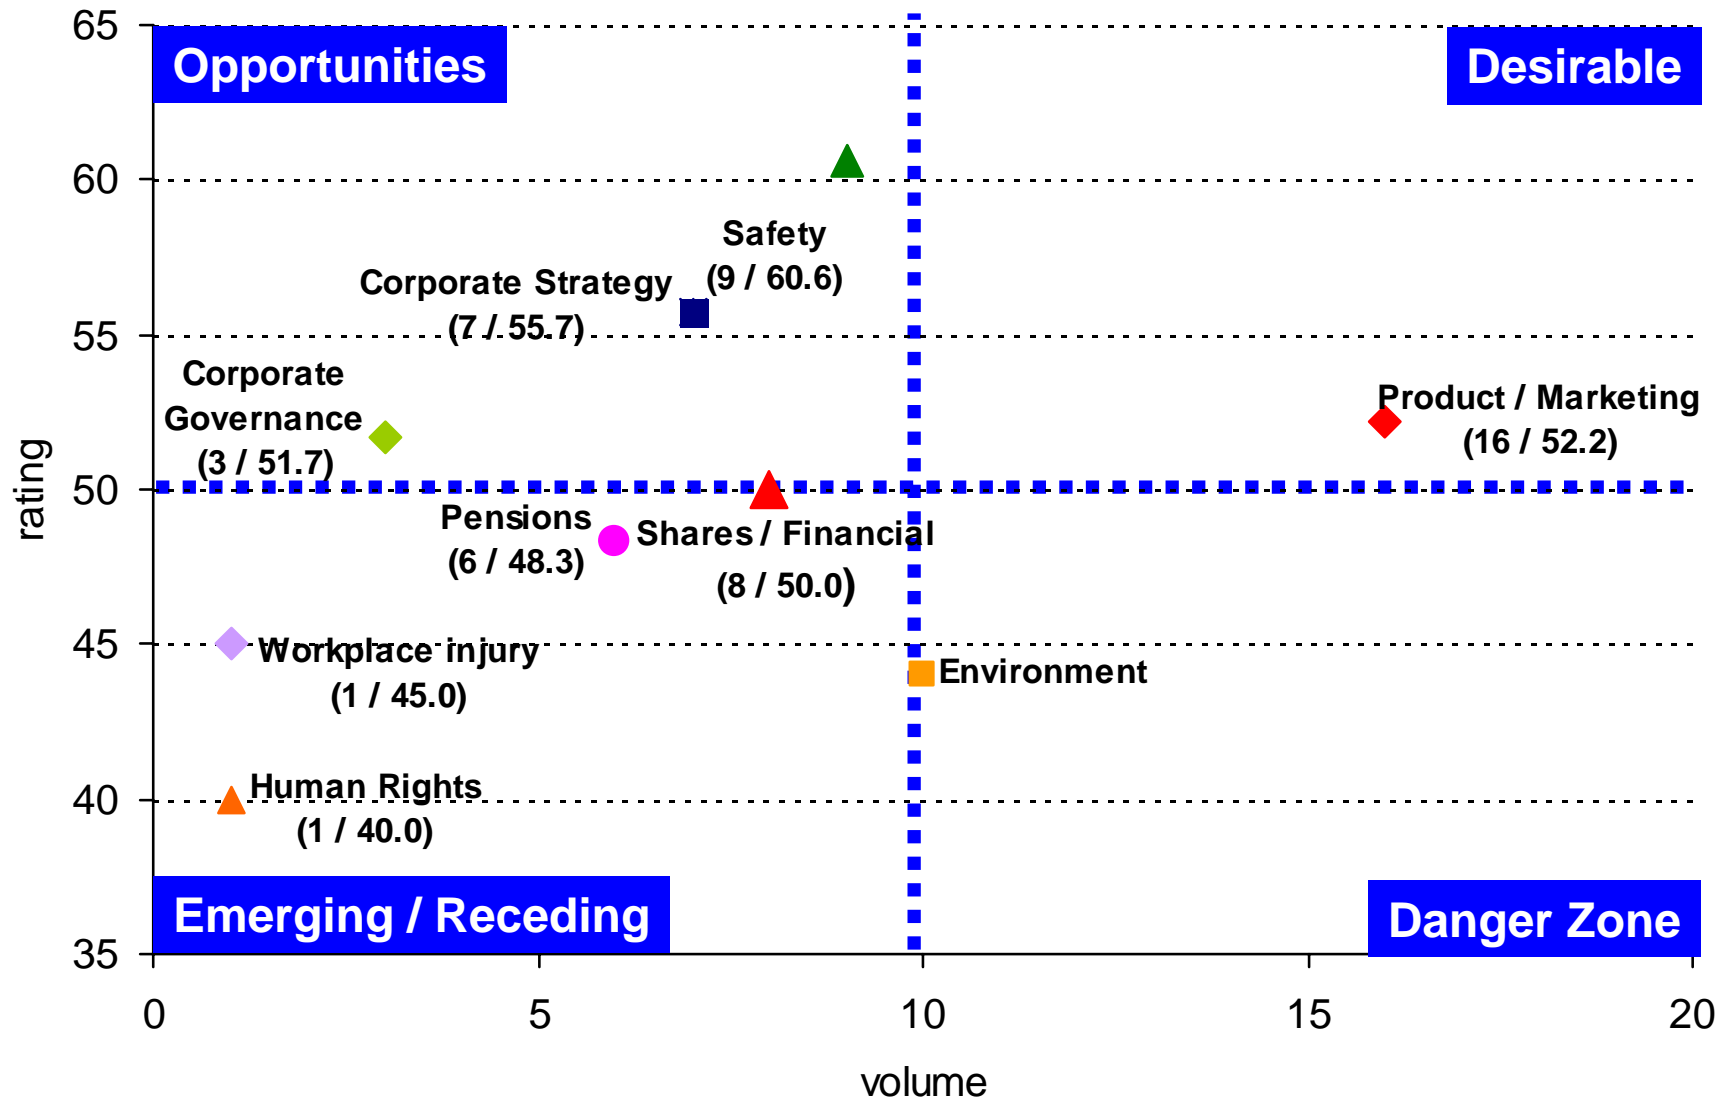 65
Opportunities
Desirable
60
Safety
(9 / 60.6)
Corporate Strategy
(7 / 55.7)
55
Corporate
Governance
(3 / 51.7)
Product / Marketing
(16 / 52.2)
rating
50
Pensions
(6 / 48.3)
Shares / Financial
(8 / 50.0)
45
Workplace injury
(1 / 45.0)
Environment
40
Human Rights
(1 / 40.0)
Emerging / Receding
Danger Zone
35
0 5 10 15 20
volume